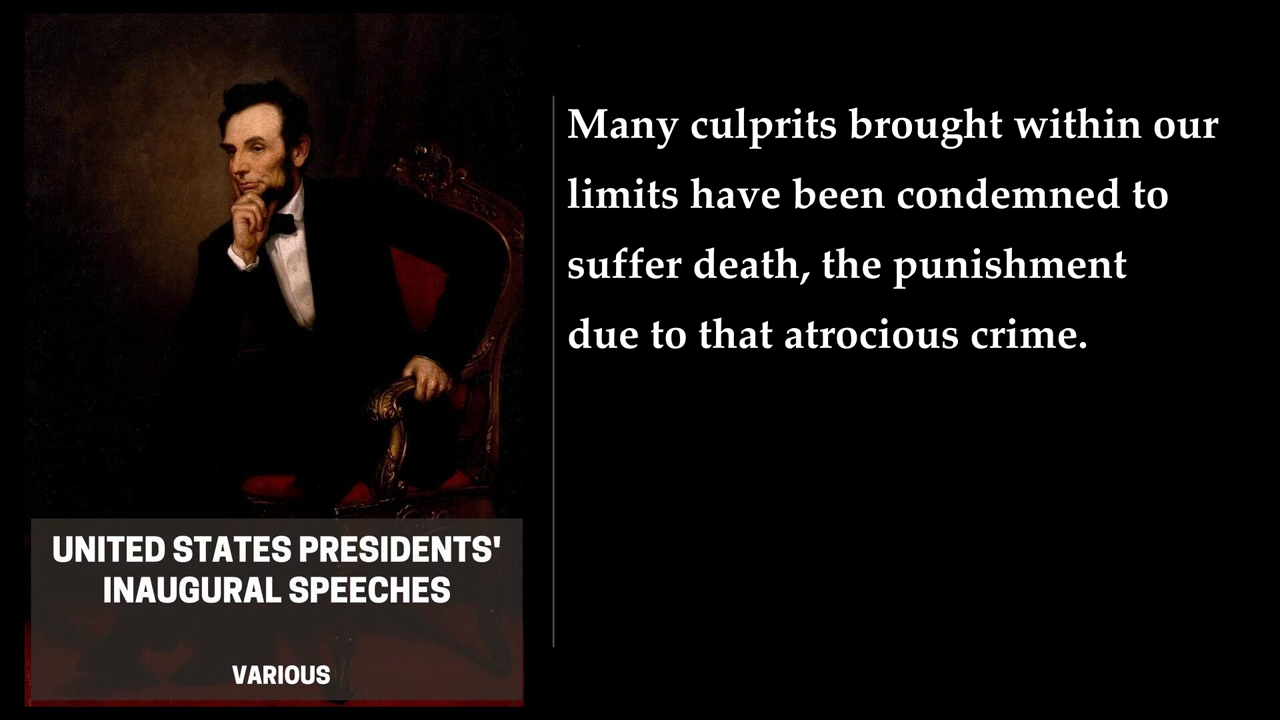 Many culprits brought within our
limits have been condemned to
suffer death, the punishment
due to that atrocious crime.
UNITED STATES PRESIDENTS'
INAUGURAL SPEECHES
VARIOUS